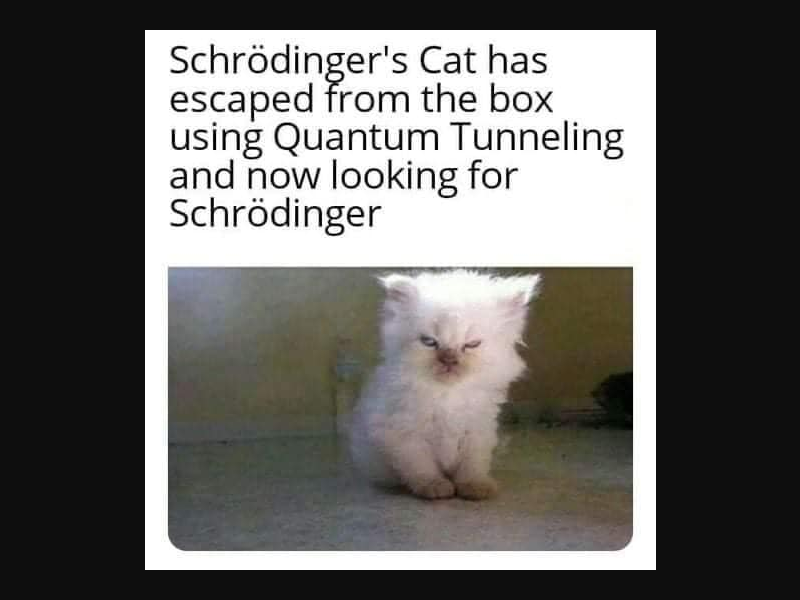 Schrödinger's Cat has
escaped from the box
using Quantum Tunneling
and now looking for
Schrödinger